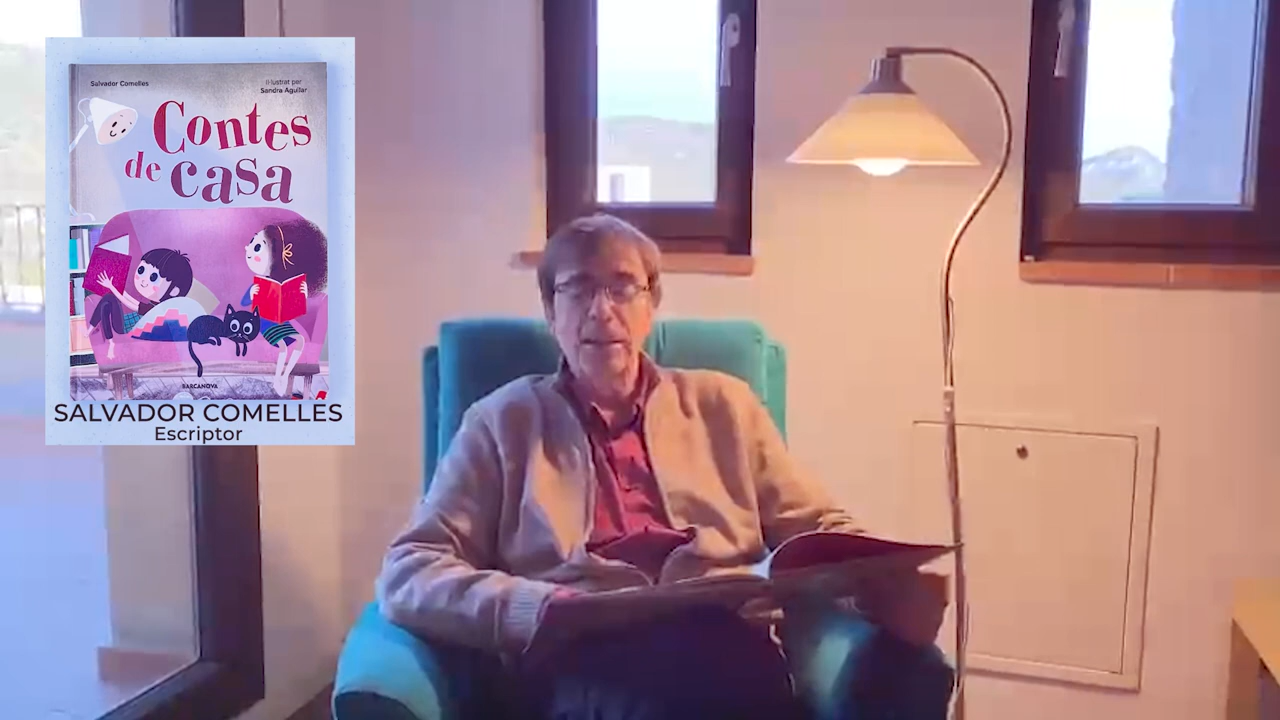 Salvador Comelles
Il·lustrat per
Sandra Aguilar
Contes
de casa
BARCANOVA
SALVADOR COMELLES
Escriptor